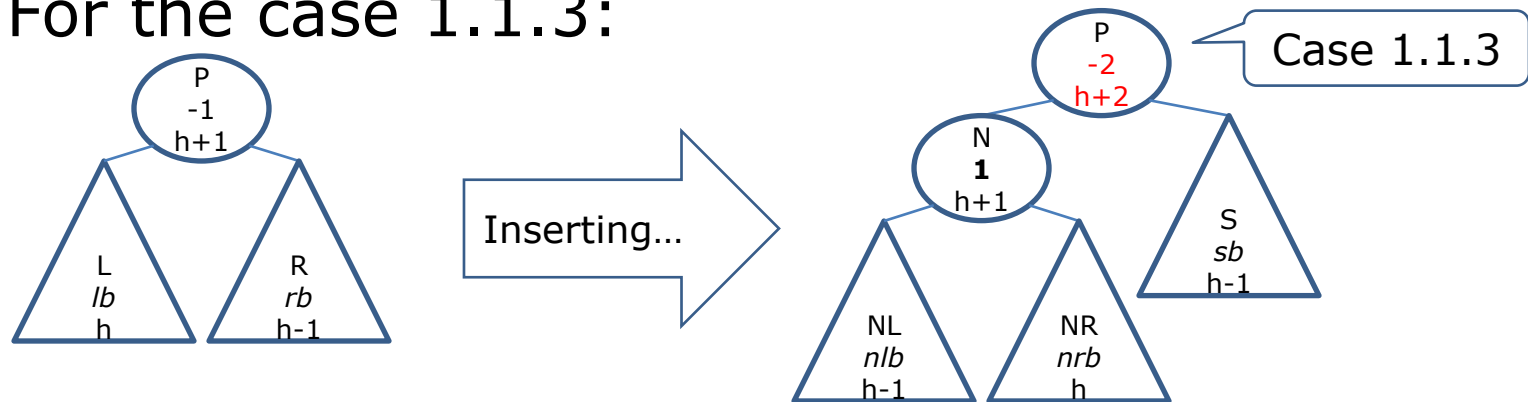 For the case 1.1.3:
P
-1
h+1
L
lb
h
R
rb
h-1
Inserting…
P
-2
h+2
Case 1.1.3
N
1
h+1
S
sb
h-1
NL
nlb
h-1
NR
nrb
h